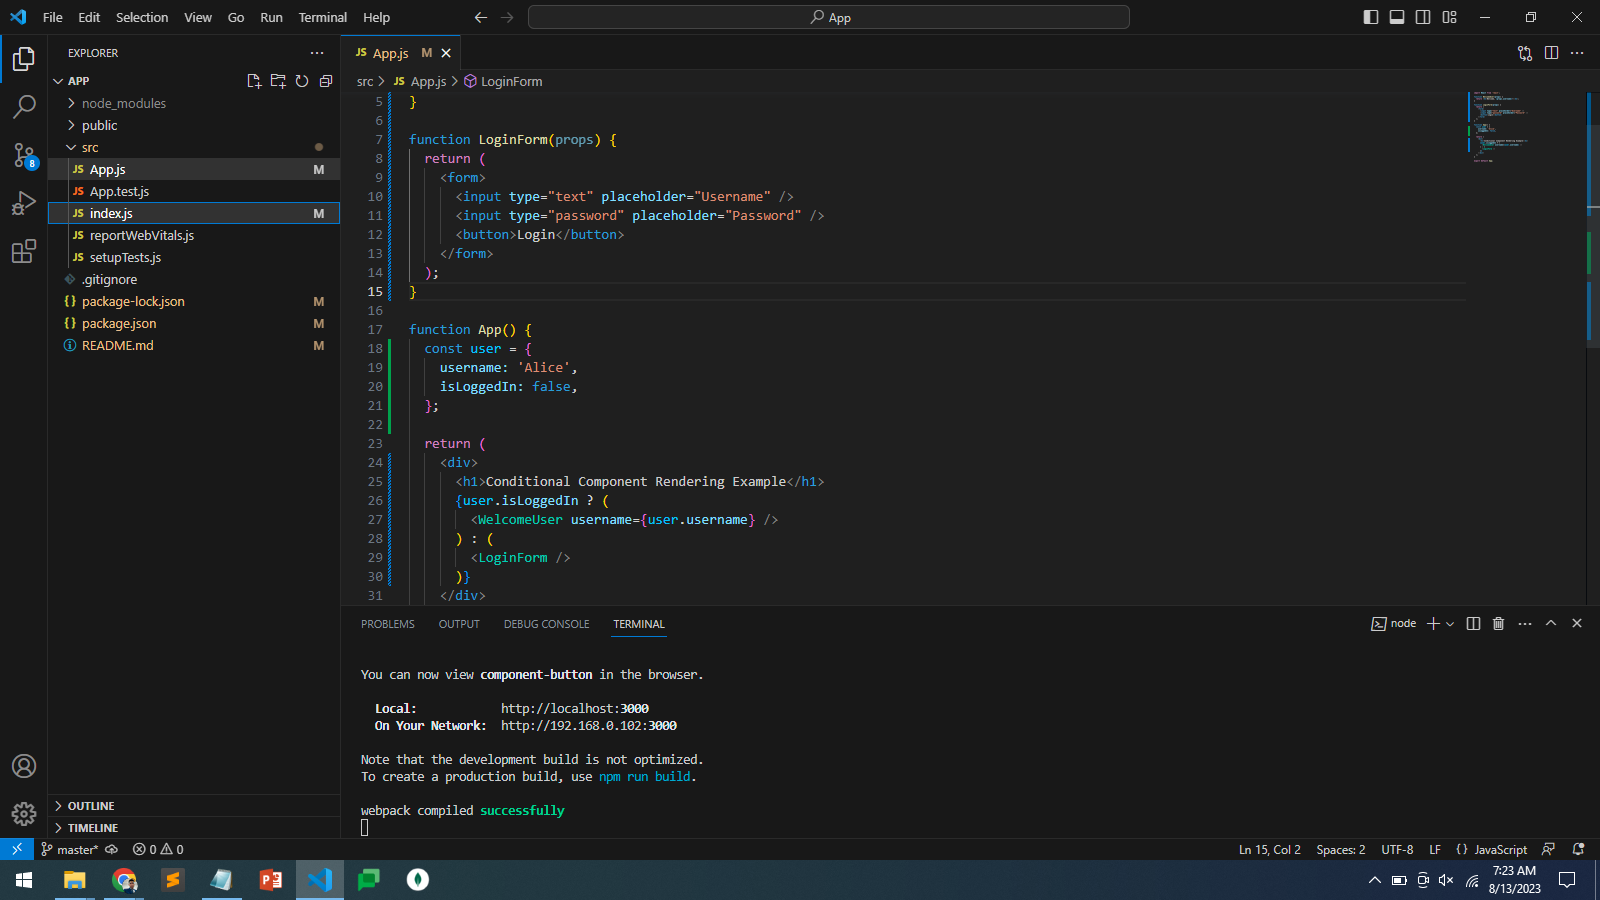 File Edit Selection View Go Run Terminal Help
App
EXPLORER
APP
node_modules
public
src
JS App.js M
JS App.test.js
JS index.js M
JS reportWebVitals.js
JS setupTests.js
.gitignore
{} package-lock.json M
{} package.json M
README.md M
OUTLINE
TIMELINE
8
JS App.js M
src > JS App.js > LoginForm
5 }
6
7 function LoginForm(props) {
8 return (
9 <form>
10 <input type="text" placeholder="Username" />
11 <input type="password" placeholder="Password" />
12 <button>Login</button>
13 </form>
14 );
15 }
16
17 function App() {
18 const user = {
19 username: 'Alice',
20 isLoggedIn: false,
21 };
22
23 return (
24 <div>
25 <h1>Conditional Component Rendering Example</h1>
26 {user.isLoggedIn ? (
27 <WelcomeUser username={user.username} />
28 ) : (
29 <LoginForm />
30 )}
31 </div>
PROBLEMS OUTPUT DEBUG CONSOLE TERMINAL
node
You can now view component-button in the browser.
Local: http://localhost:3000
On Your Network: http://192.168.0.102:3000
Note that the development build is not optimized.
To create a production build, use npm run build.
webpack compiled successfully
master* 0 0
Ln 15, Col 2 Spaces: 2 UTF-8 LF {} JavaScript
7:23 AM
8/13/2023